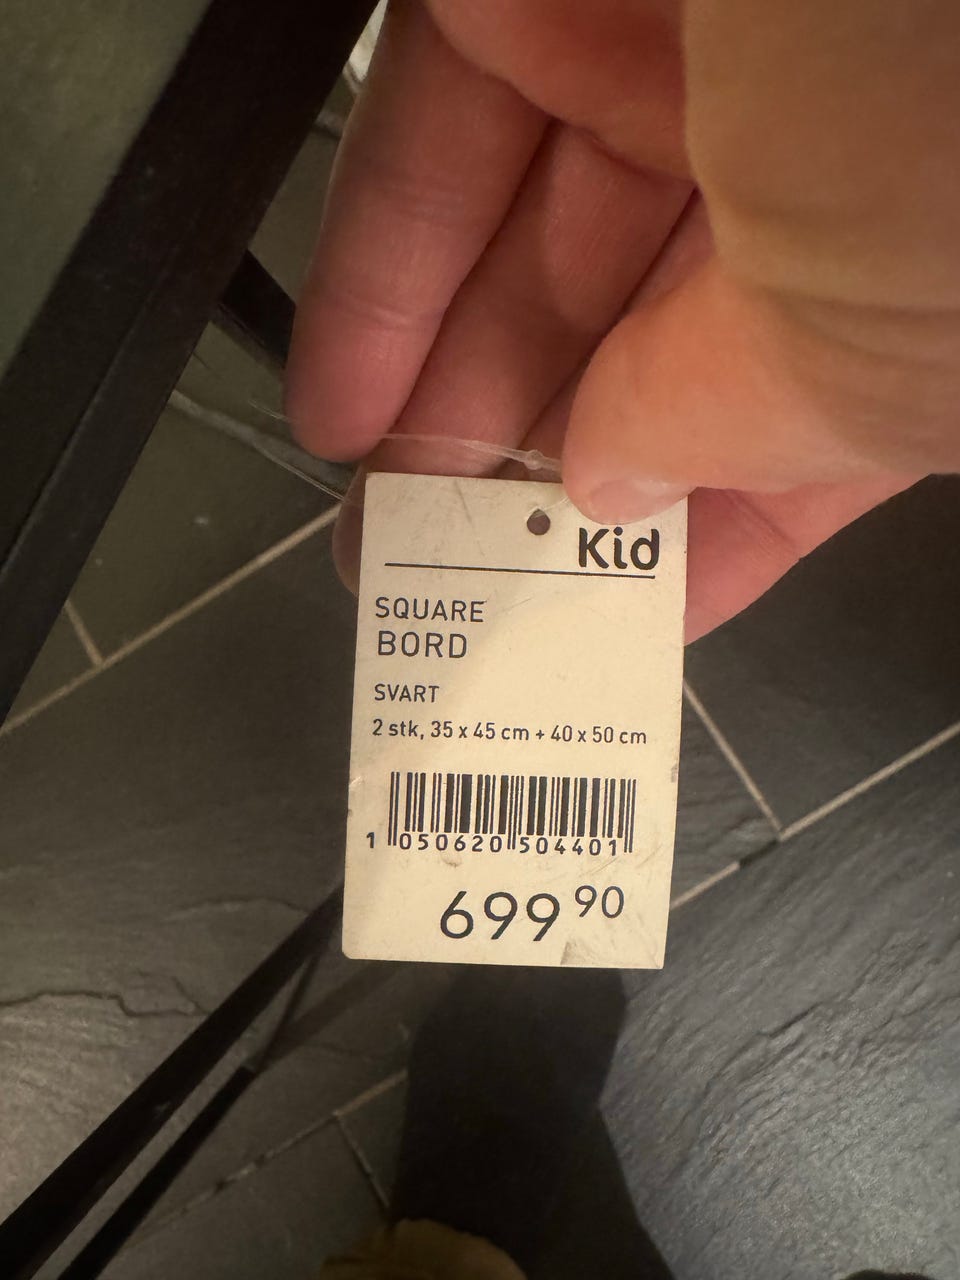 Kid
SQUARE
BORD
SVART
2 stk, 35 x 45 cm + 40 x 50 cm
1 050620 504401
699 90